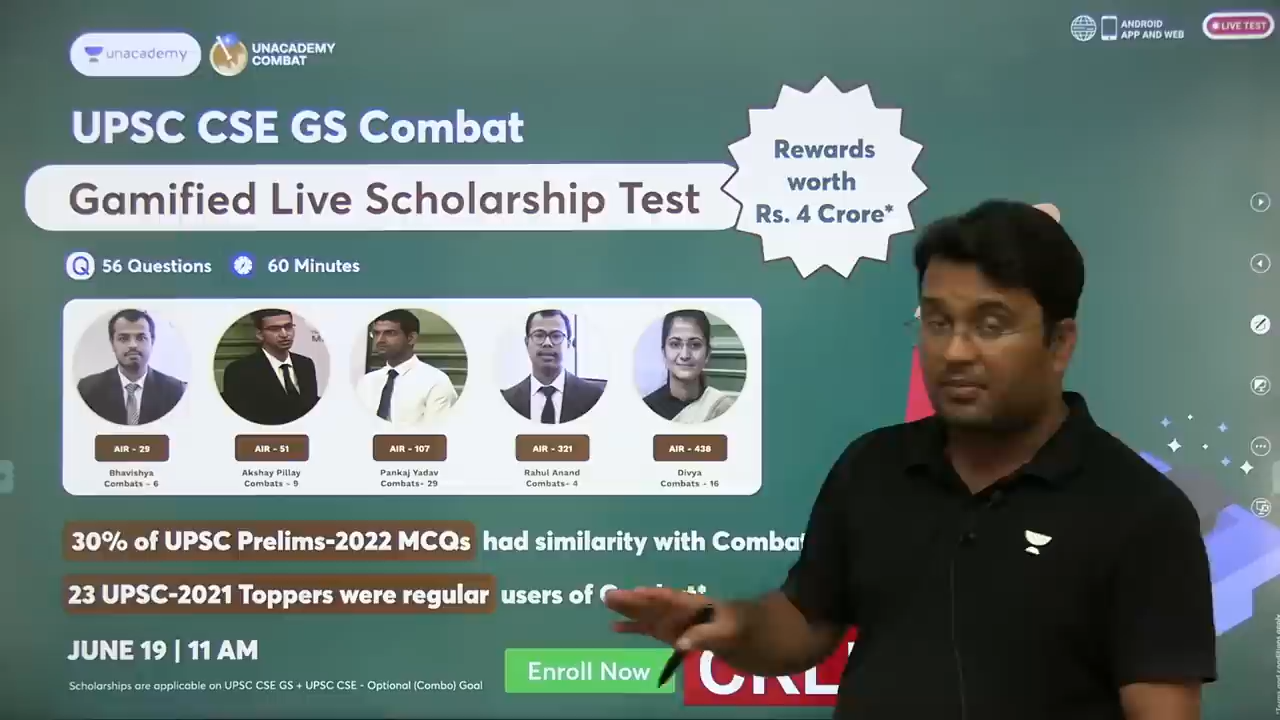 unacademy
UNACADEMY
COMBAT
ANDROID
APP AND WEB
LIVE TEST
UPSC CSE GS Combat
Gamified Live Scholarship Test
Rewards
worth
Rs. 4 Crore*
56 Questions
60 Minutes
AIR - 29
Bhavishya
Combats - 6
AIR - 51
Akshay Pillay
Combats - 9
AIR - 107
Pankaj Yadav
Combats- 29
AIR - 321
Rahul Anand
Combats- 4
AIR - 438
Divya
Combats - 16
30% of UPSC Prelims-2022 MCQs had similarity with Combat
23 UPSC-2021 Toppers were regular users of
JUNE 19 | 11 AM
Enroll Now
Scholarships are applicable on UPSC CSE GS + UPSC CSE - Optional (Combo) Goal